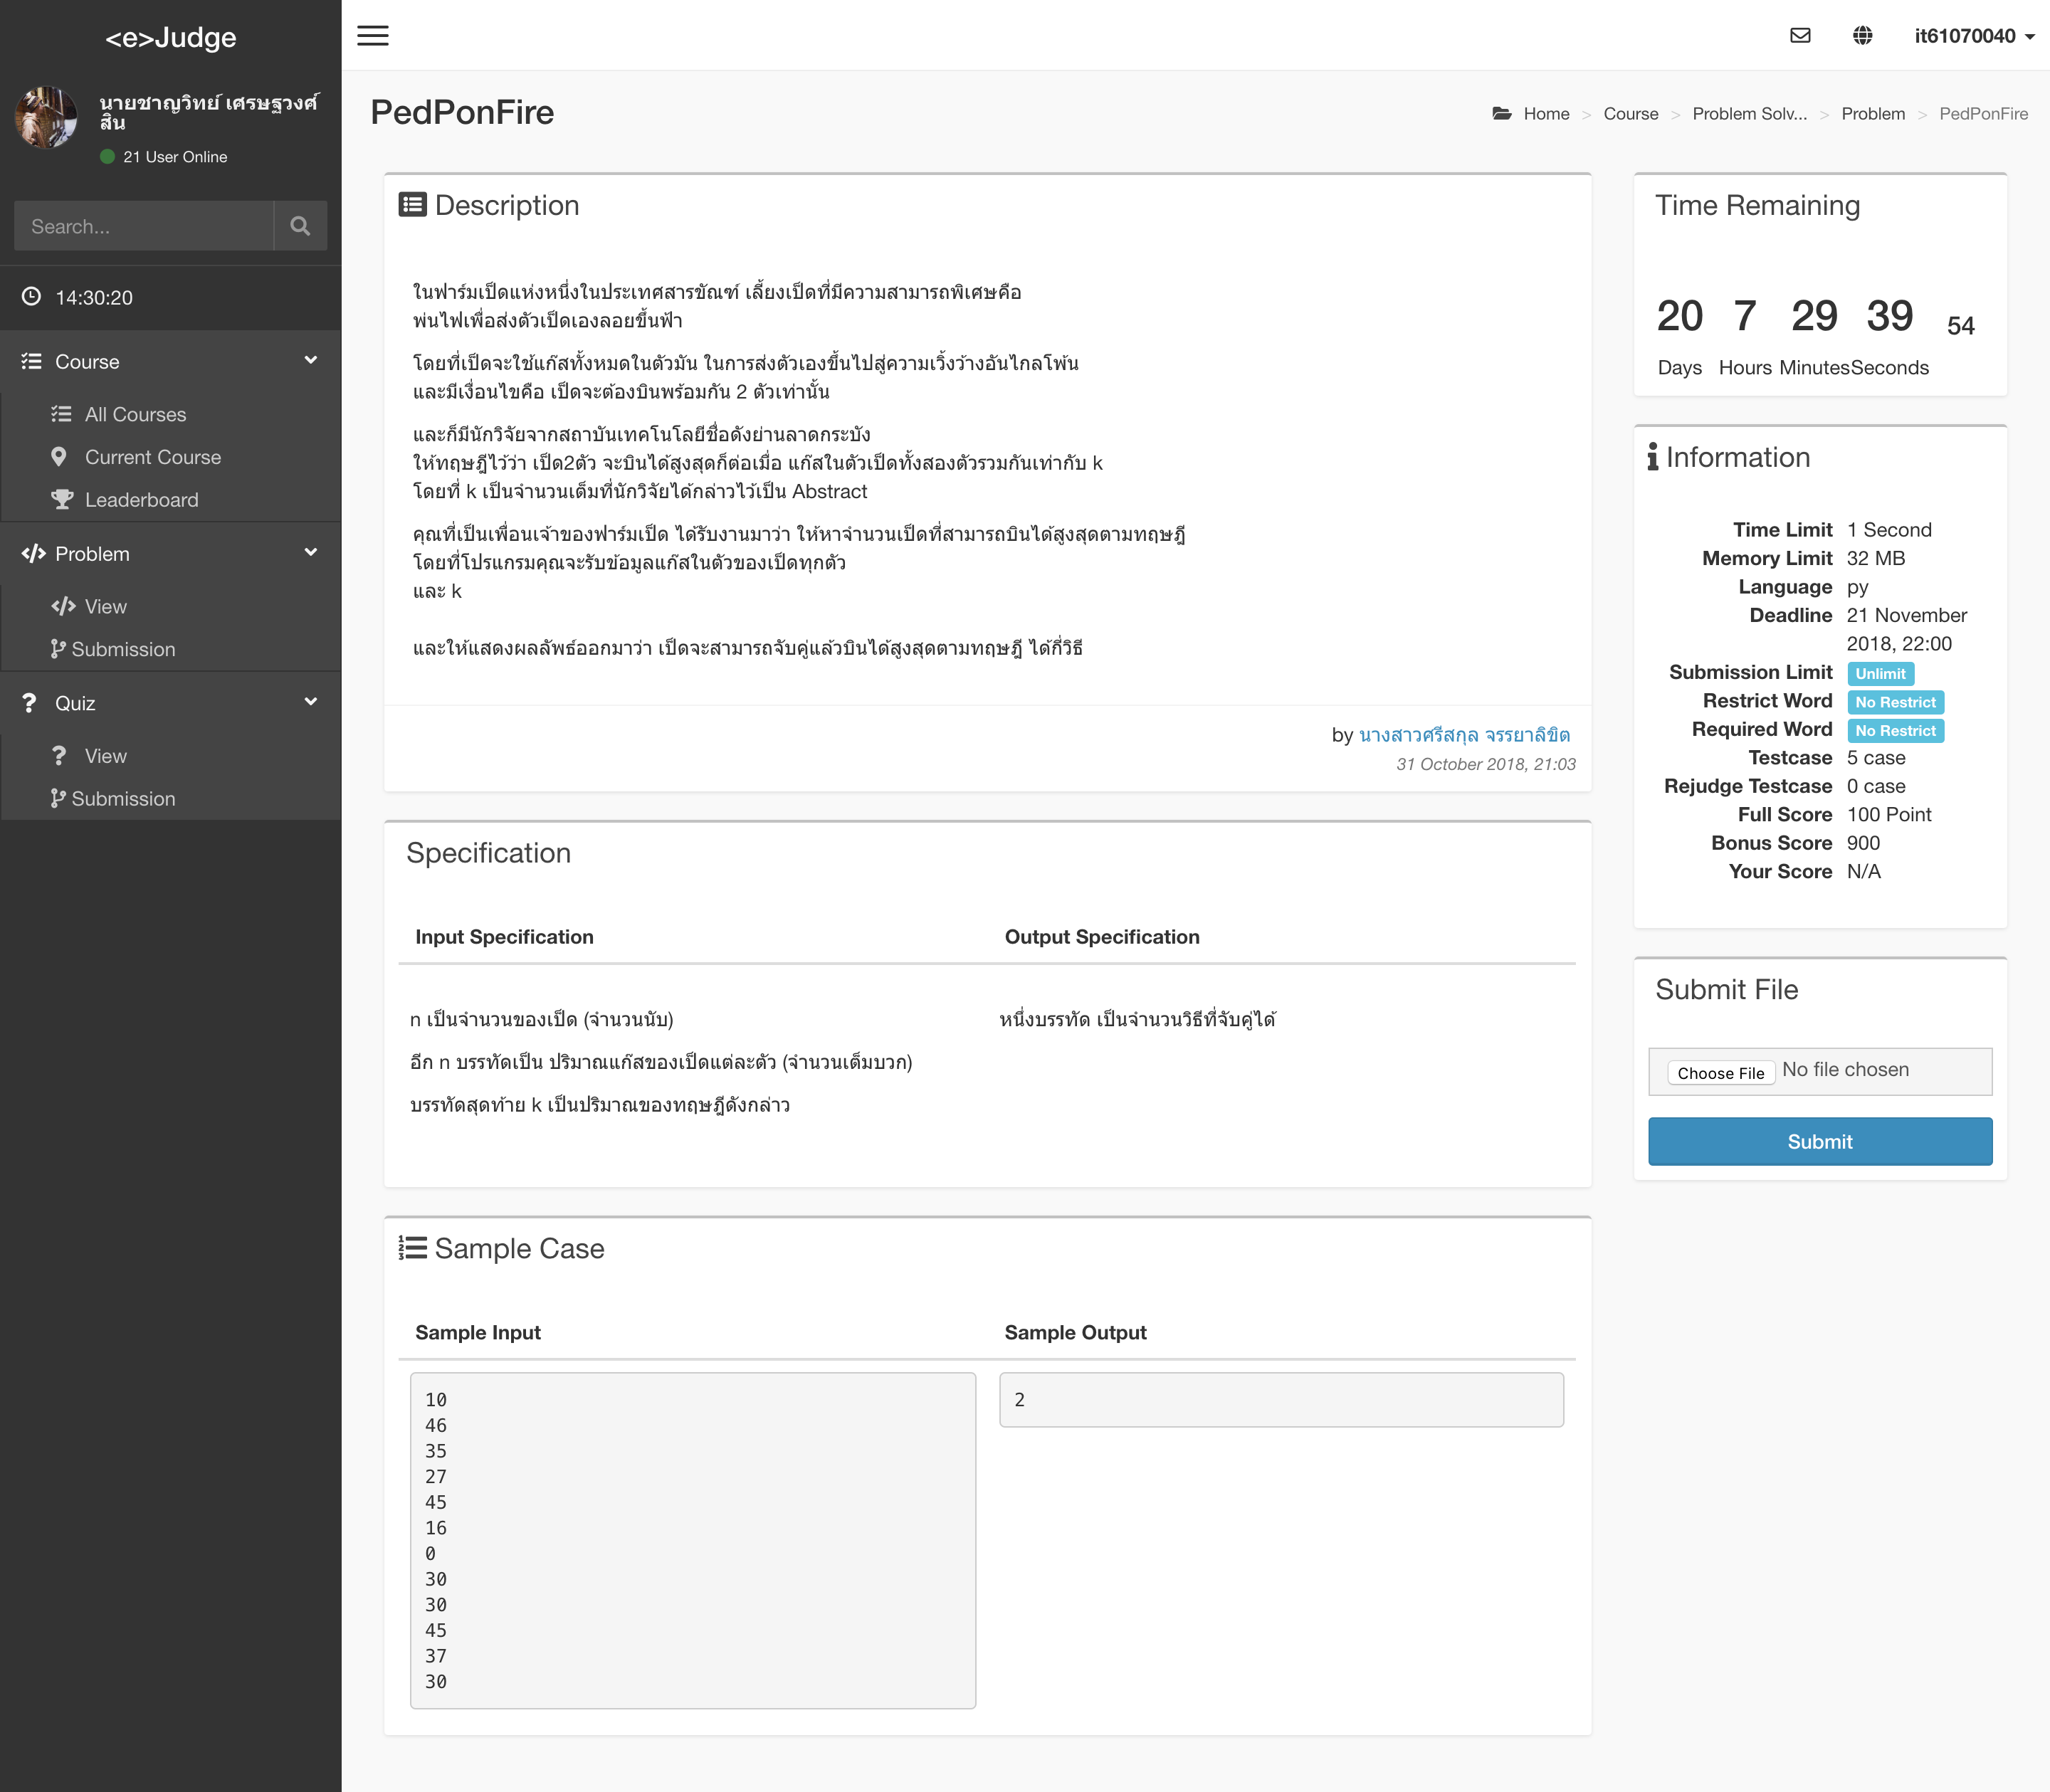 <e>Judge
it61070040
นายชาญวิทย์ เศรษฐวงศ์
สิน
21 User Online
Search...
14:30:20
Course
All Courses
Current Course
Leaderboard
Problem
View
Submission
Quiz
View
Submission
PedPonFire
Home > Course > Problem Solv... > Problem > PedPonFire
Description
ในฟาร์มเป็ดแห่งหนึ่งในประเทศสารขัณฑ์ เลี้ยงเป็ดที่มีความสามารถพิเศษคือ
พ่นไฟเพื่อส่งตัวเป็ดเองลอยขึ้นฟ้า
โดยที่เป็ดจะใช้แก๊สทั้งหมดในตัวมัน ในการส่งตัวเองขึ้นไปสู่ความเวิ้งว้างอันไกลโพ้น
และมีเงื่อนไขคือ เป็ดจะต้องบินพร้อมกัน 2 ตัวเท่านั้น
และก็มีนักวิจัยจากสถาบันเทคโนโลยีชื่อดังย่านลาดกระบัง
ให้ทฤษฎีไว้ว่า เป็ด2ตัว จะบินได้สูงสุดก็ต่อเมื่อ แก๊สในตัวเป็ดทั้งสองตัวรวมกันเท่ากับ k
โดยที่ k เป็นจำนวนเต็มที่นักวิจัยได้กล่าวไว้เป็น Abstract
คุณที่เป็นเพื่อนเจ้าของฟาร์มเป็ด ได้รับงานมาว่า ให้หาจำนวนเป็ดที่สามารถบินได้สูงสุดตามทฤษฎี
โดยที่โปรแกรมคุณจะรับข้อมูลแก๊สในตัวของเป็ดทุกตัว
และ k
และให้แสดงผลลัพธ์ออกมาว่า เป็ดจะสามารถจับคู่แล้วบินได้สูงสุดตามทฤษฎี ได้กี่วิธี
by นางสาวศรีสกุล จรรยาลิขิต
31 October 2018, 21:03
Specification
Input Specification
Output Specification
n เป็นจำนวนของเป็ด (จำนวนนับ)
หนึ่งบรรทัด เป็นจำนวนวิธีที่จับคู่ได้
อีก n บรรทัดเป็น ปริมาณแก๊สของเป็ดแต่ละตัว (จำนวนเต็มบวก)
บรรทัดสุดท้าย k เป็นปริมาณของทฤษฎีดังกล่าว
Sample Case
Sample Input
Sample Output
10
46
35
27
45
16
0
30
30
45
37
30
2
Time Remaining
20 7 29 39 54
Days Hours Minutes Seconds
Information
Time Limit 1 Second
Memory Limit 32 MB
Language py
Deadline 21 November
2018, 22:00
Submission Limit Unlimit
Restrict Word No Restrict
Required Word No Restrict
Testcase 5 case
Rejudge Testcase 0 case
Full Score 100 Point
Bonus Score 900
Your Score N/A
Submit File
Choose File No file chosen
Submit